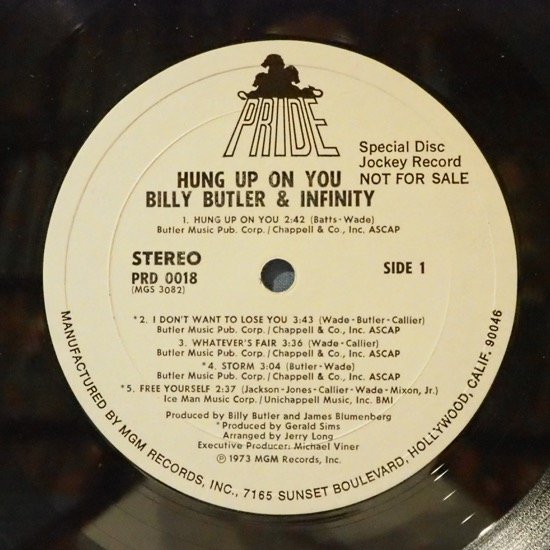 PRIDE
Special Disc
Jockey Record
NOT FOR SALE
HUNG UP ON YOU
BILLY BUTLER & INFINITY
1. HUNG UP ON YOU 2:42 (Batts-Wade)
Butler Music Pub. Corp./Chappell & Co., Inc. ASCAP
STEREO
PRD 0018
(MGS 3082)
SIDE 1
*2. I DON'T WANT TO LOSE YOU 3:43 (Wade-Butler-Callier)
Butler Music Pub. Corp./Chappell & Co., Inc. ASCAP
3. WHATEVER'S FAIR 3:36 (Wade-Callier)
Butler Music Pub. Corp./Chappell & Co., Inc. ASCAP
*4. STORM 3:04 (Butler-Wade)
Butler Music Pub. Corp./Chappell & Co., Inc. ASCAP
*5. FREE YOURSELF 2:37 (Jackson-Jones-Callier-Wade-Mixon, Jr.)
Ice Man Music Corp./Unichappell Music, Inc. BMI
Produced by Billy Butler and James Blumenberg
*Produced by Gerald Sims
Arranged by Jerry Long
Executive Producer: Michael Viner
Ⓟ 1973 MGM Records, Inc.
MANUFACTURED BY MGM RECORDS, INC., 7165 SUNSET BOULEVARD, HOLLYWOOD, CALIF. 90046